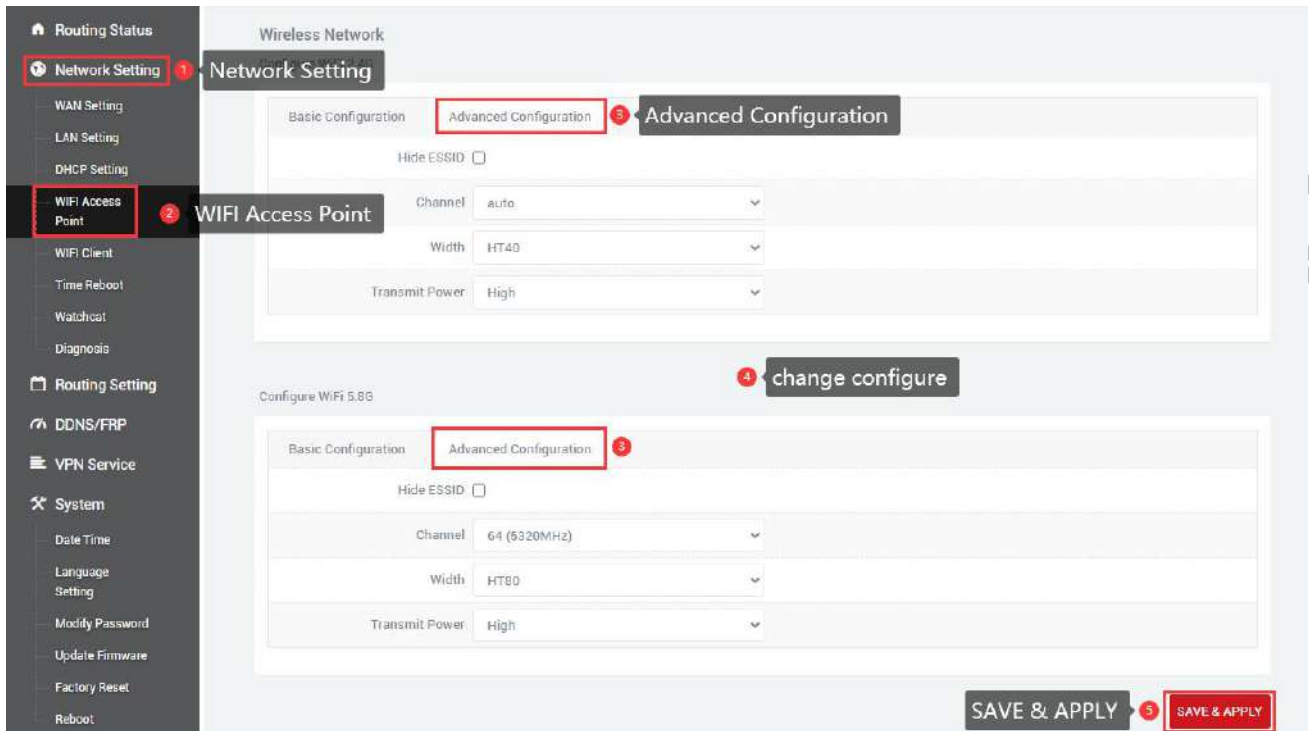 Routing Status
Network Setting
1
Network Setting
WAN Setting
LAN Setting
DHCP Setting
WIFI Access
Point
2
WIFI Access Point
WIFI Client
Time Reboot
Watchcat
Diagnosis
Routing Setting
DDNS/FRP
VPN Service
System
Date Time
Language
Setting
Modify Password
Update Firmware
Factory Reset
Reboot
Wireless Network
Basic Configuration
Advanced Configuration
3
Advanced Configuration
Hide ESSID
Channel
auto
Width
HT40
Transmit Power
High
4
change configure
Configure WiFi 5.8G
Basic Configuration
Advanced Configuration
3
Hide ESSID
Channel
64 (5320MHz)
Width
HT80
Transmit Power
High
SAVE & APPLY
5
SAVE & APPLY